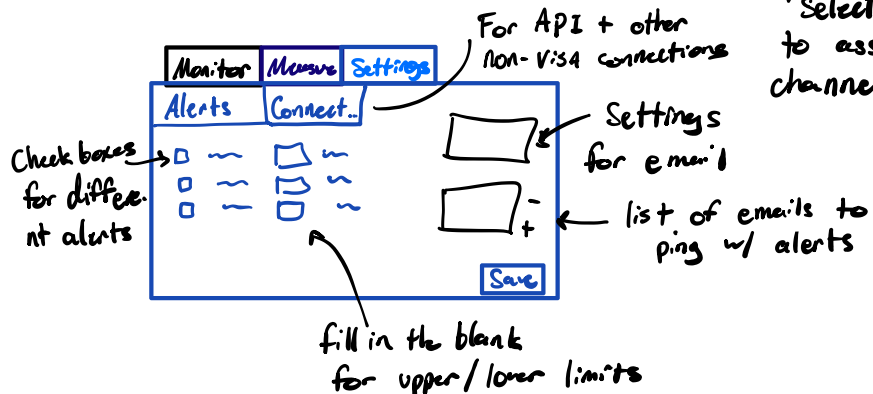 For API + other
non-visa connections
"Select
to ass
channe
Monitor
Measure
Settings
Alerts
Connect..
Settings
for email
Check boxes
for differe-
nt alerts
-
+
list of emails to
ping w/ alerts
Save
fill in the blank
for upper/lower limits